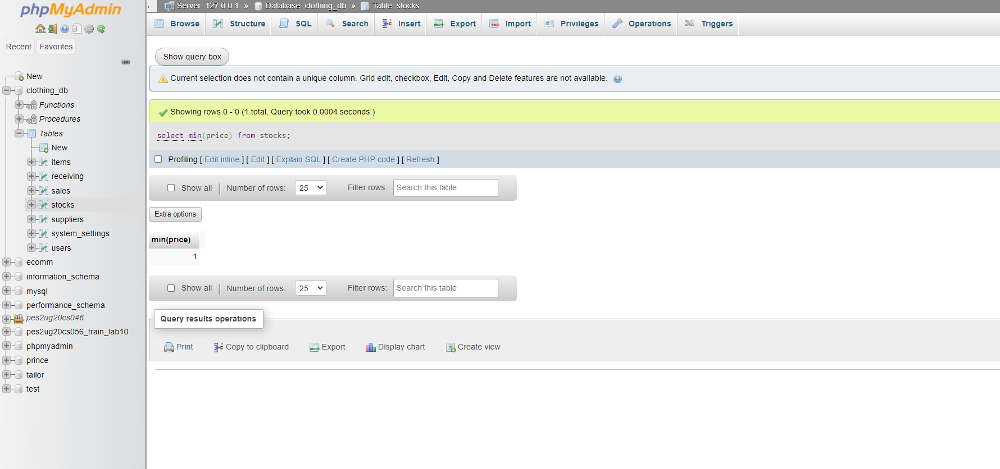 phpMyAdmin
Recent Favorites
New
clothing_db
Functions
Procedures
Tables
New
items
receiving
sales
stocks
suppliers
system_settings
users
ecomm
information_schema
mysql
performance_schema
pes2ug20cs046
pes2ug20cs056_train_lab10
phpmyadmin
prince
tailor
test
← Server: 127.0.0.1 » Database: clothing_db » Table: stocks
Browse Structure SQL Search Insert Export Import Privileges Operations Triggers
Show query box
Current selection does not contain a unique column. Grid edit, checkbox, Edit, Copy and Delete features are not available.
Showing rows 0 - 0 (1 total, Query took 0.0004 seconds.)
select min(price) from stocks;
Profiling [ Edit inline ] [ Edit ] [ Explain SQL ] [ Create PHP code ] [ Refresh ]
Show all | Number of rows: 25 Filter rows: Search this table
Extra options
min(price)
1
Show all | Number of rows: 25 Filter rows: Search this table
Query results operations
Print Copy to clipboard Export Display chart Create view